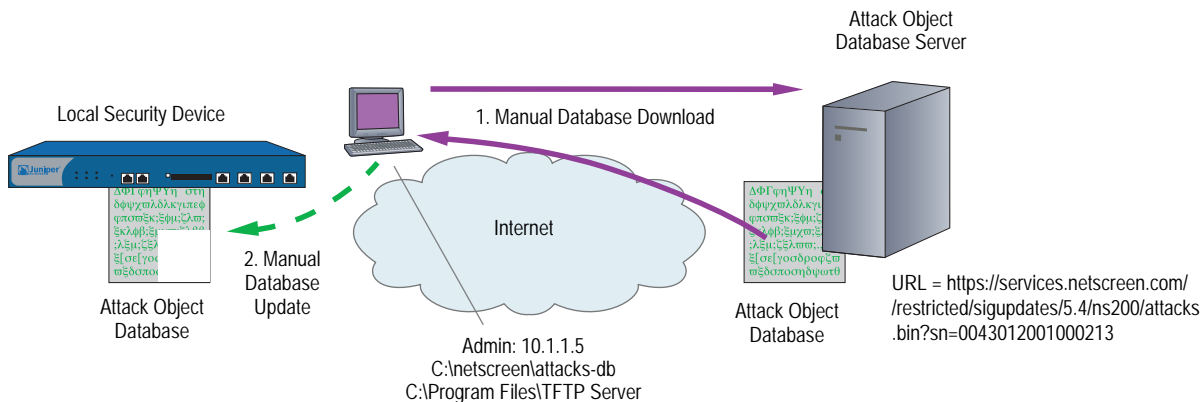 Attack Object
Database Server
Local Security Device
1. Manual Database Download
Juniper
Internet
2. Manual
Database
Update
Attack Object
Database
Attack Object
Database
URL = https://services.netscreen.com/
/restricted/sigupdates/5.4/ns200/attacks
.bin?sn=0043012001000213
Admin: 10.1.1.5
C:\netscreen\attacks-db
C:\Program Files\TFTP Server